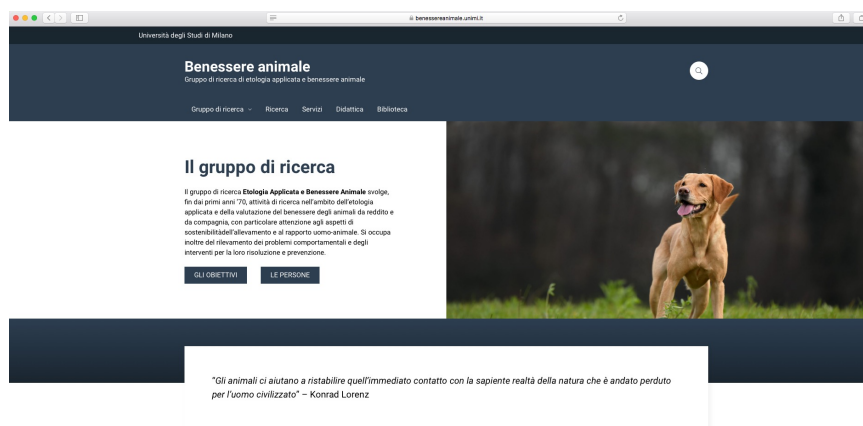 benessereanimale.unimi.it
Università degli Studi di Milano
Benessere animale
Gruppo di ricerca di etologia applicata e benessere animale
Gruppo di ricerca
Ricerca
Servizi
Didattica
Biblioteca
Il gruppo di ricerca
Il gruppo di ricerca Etologia Applicata e Benessere Animale svolge,
fin dai primi anni '70, attività di ricerca nell'ambito dell'etologia
applicata e della valutazione del benessere degli animali da reddito e
da compagnia, con particolare attenzione agli aspetti di
sostenibilitàdell'allevamento e al rapporto uomo-animale. Si occupa
inoltre del rilevamento dei problemi comportamentali e degli
interventi per la loro risoluzione e prevenzione.
GLI OBIETTIVI
LE PERSONE
"Gli animali ci aiutano a ristabilire quell'immediato contatto con la sapiente realtà della natura che è andato perduto
per l'uomo civilizzato" – Konrad Lorenz